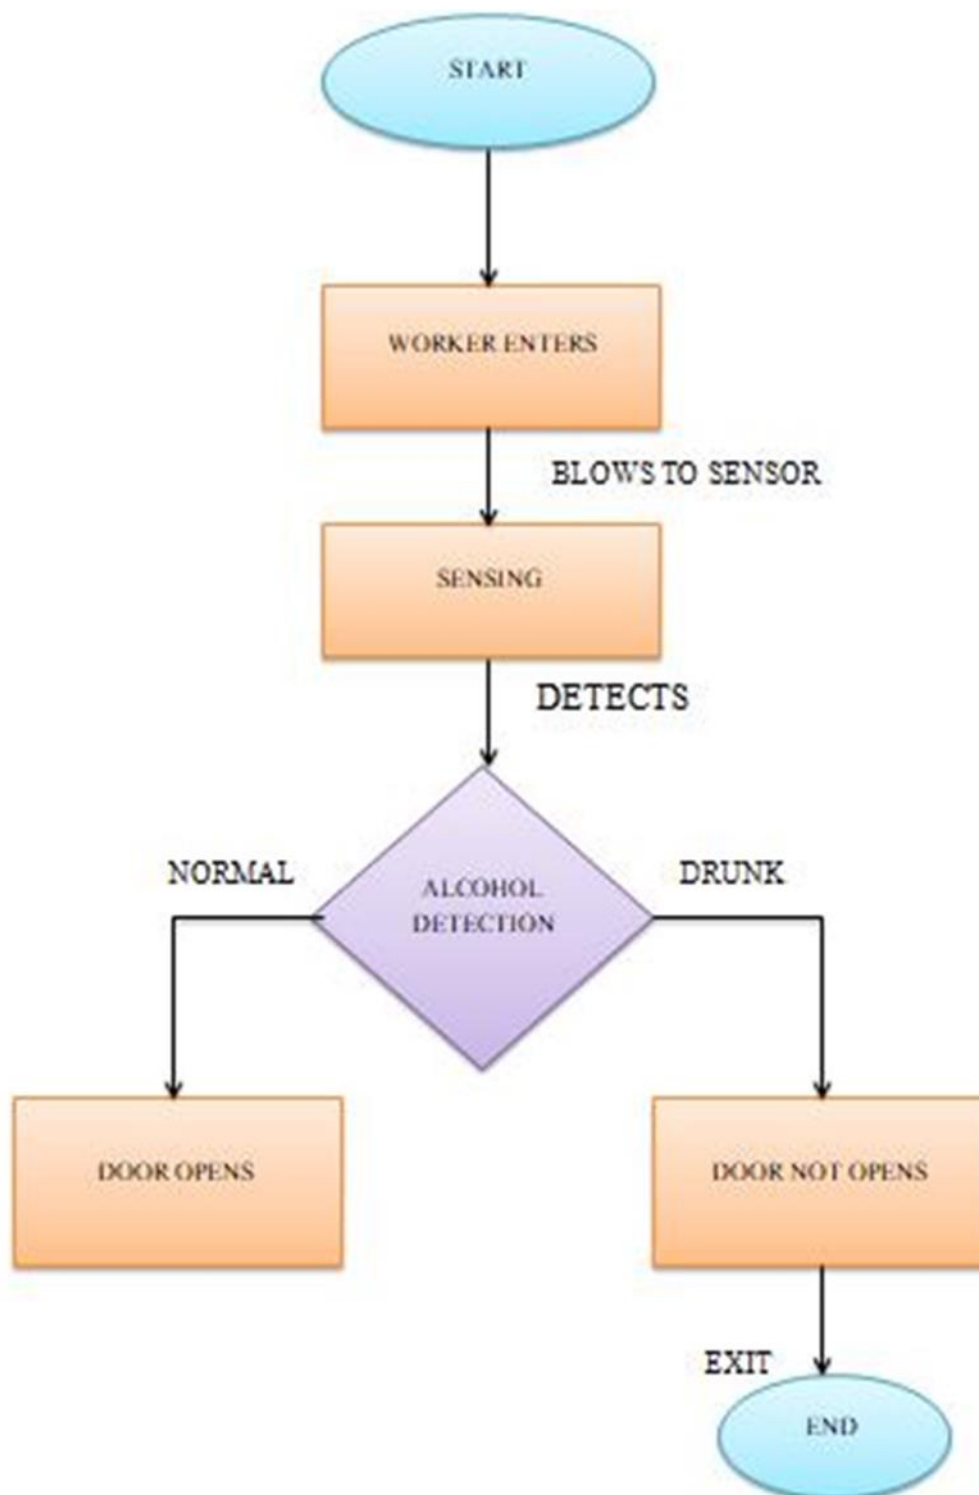 START
WORKER ENTERS
BLOWS TO SENSOR
SENSING
DETECTS
NORMAL
DRUNK
ALCOHOL
DETECTION
DOOR OPENS
DOOR NOT OPENS
EXIT
END